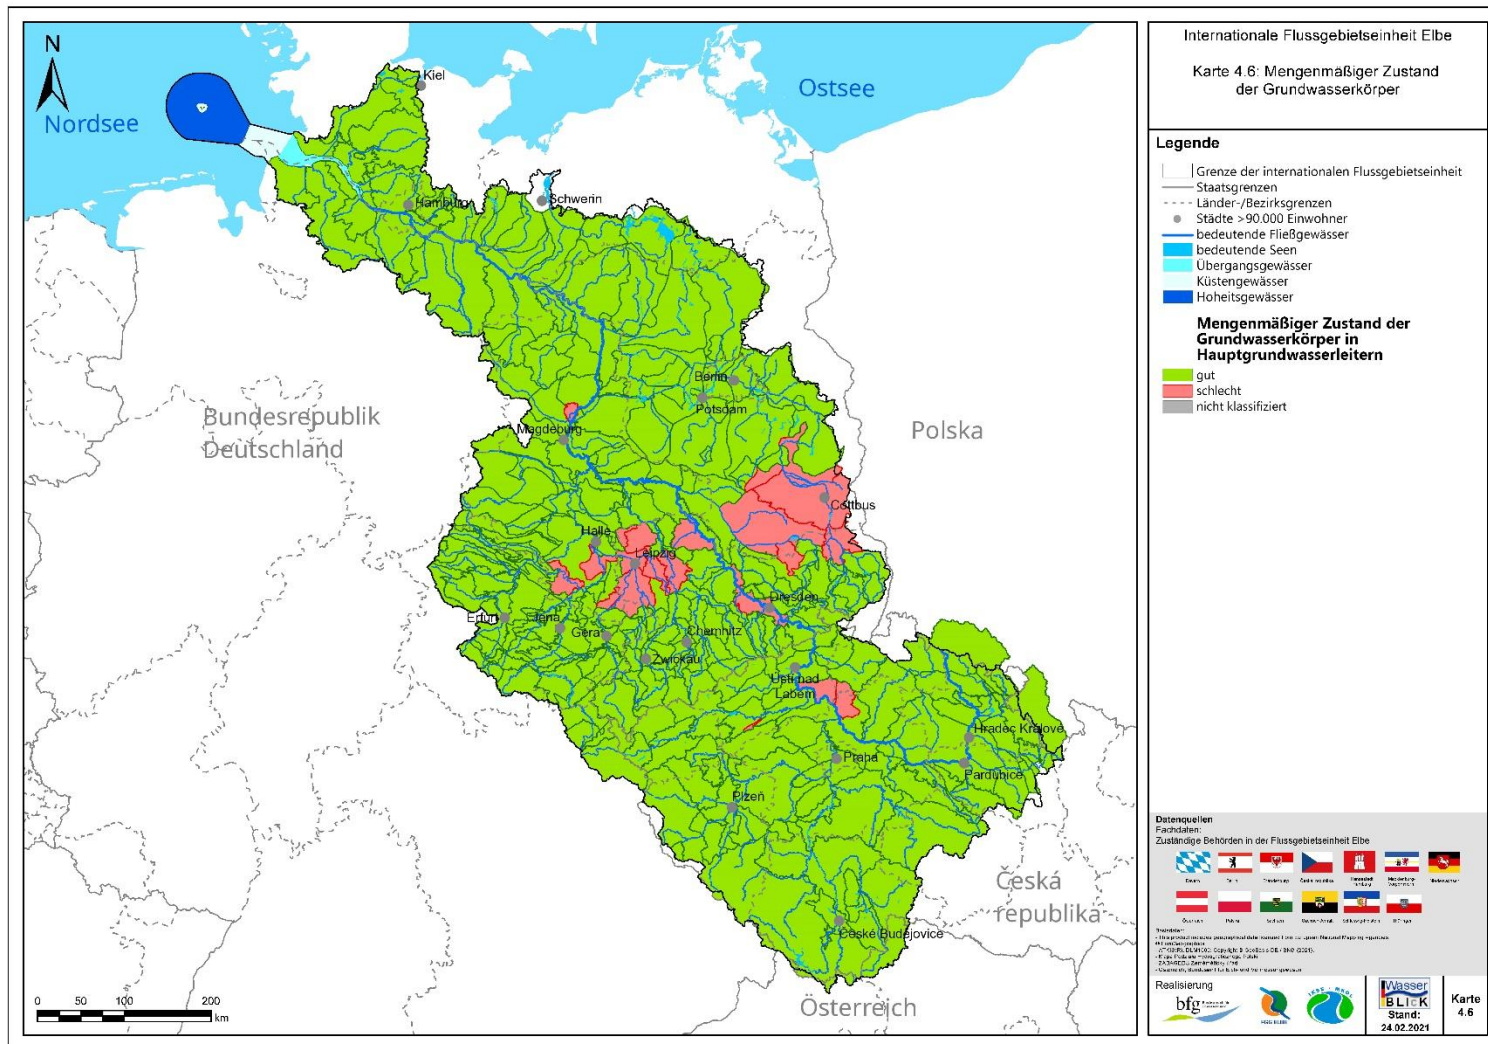 N
Nordsee
Ostsee
Kiel
Schwerin
Hamburg
Berlin
Potsdam
Magdeburg
Bundesrepublik
Deutschland
Polska
Cottbus
Halle
Leipzig
Dresden
Erfurt
Jena
Gera
Chemnitz
Zwickau
Ústí nad
Labem
Hradec Králové
Praha
Pardubice
Plzeň
Česká
republika
České Budějovice
Österreich
0 50 100 200
km
Internationale Flussgebietseinheit Elbe
Karte 4.6: Mengenmäßiger Zustand
der Grundwasserkörper
Legende
Grenze der internationalen Flussgebietseinheit
Staatsgrenzen
Länder-/Bezirksgrenzen
Städte >90.000 Einwohner
bedeutende Fließgewässer
bedeutende Seen
Übergangsgewässer
Küstengewässer
Hoheitsgewässer
Mengenmäßiger Zustand der
Grundwasserkörper in
Hauptgrundwasserleitern
gut
schlecht
nicht klassifiziert
Datenquellen
Fachdaten:
Zuständige Behörden in der Flussgebietseinheit Elbe
Realisierung
bfg
FGG ELBE
Wasser
BLIcK
Stand:
24.02.2021
Karte
4.6